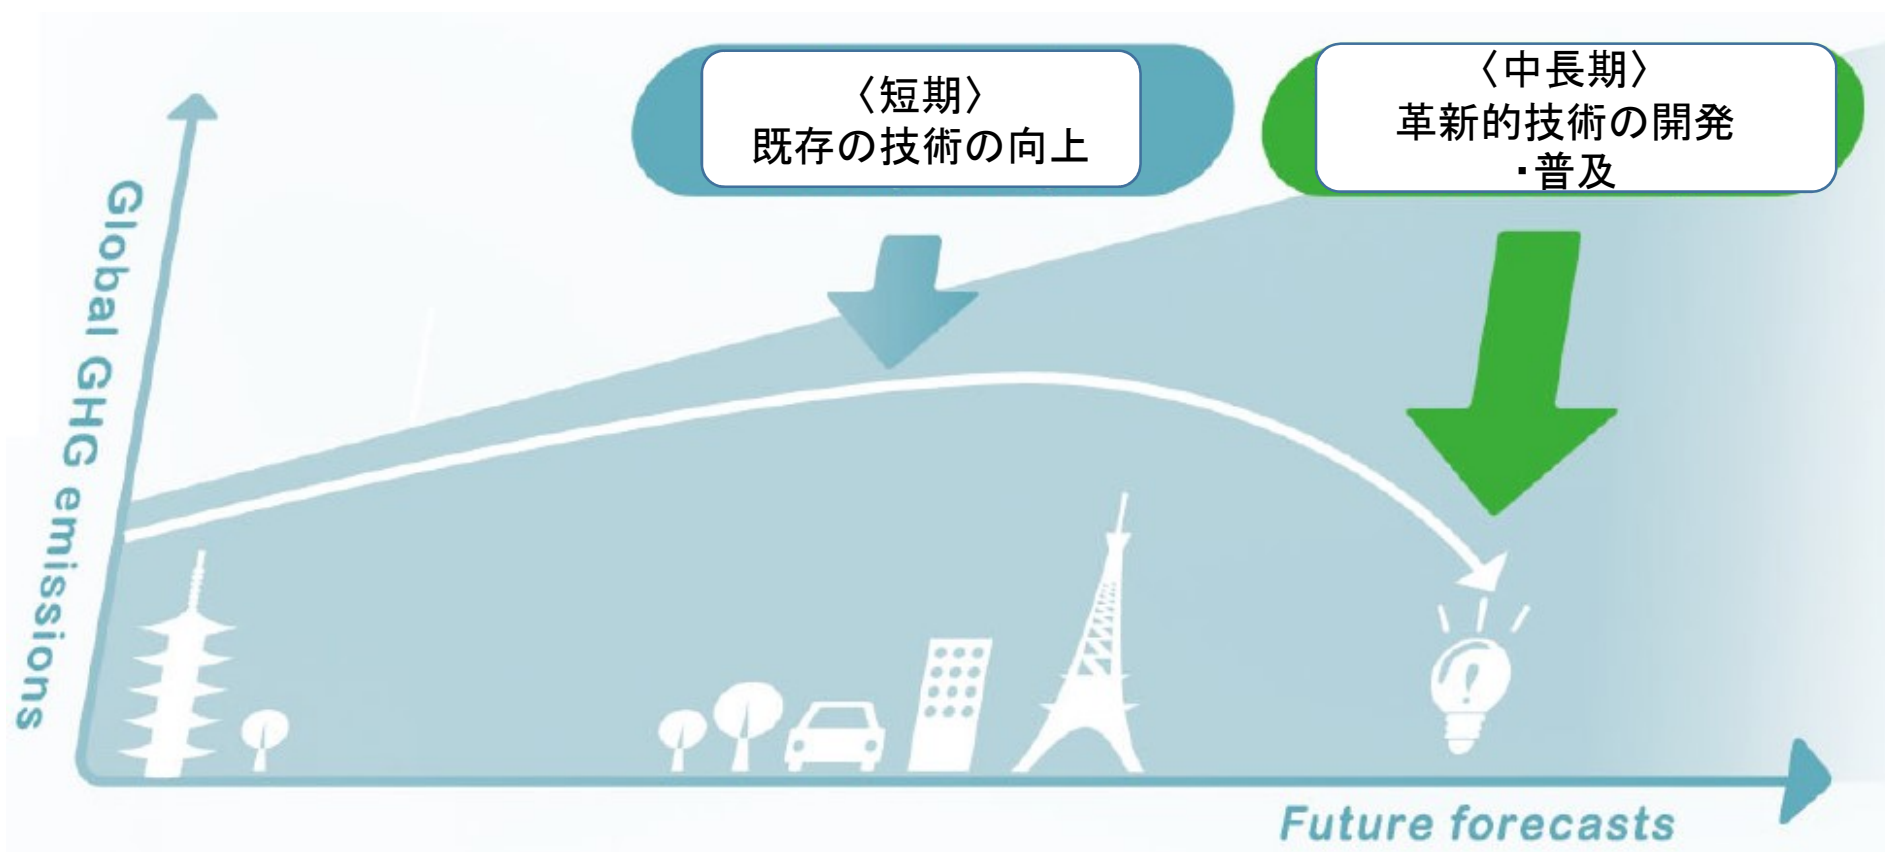 〈短期〉
既存の技術の向上
〈中長期〉
革新的技術の開発
・普及
Global GHG emissions
Future forecasts